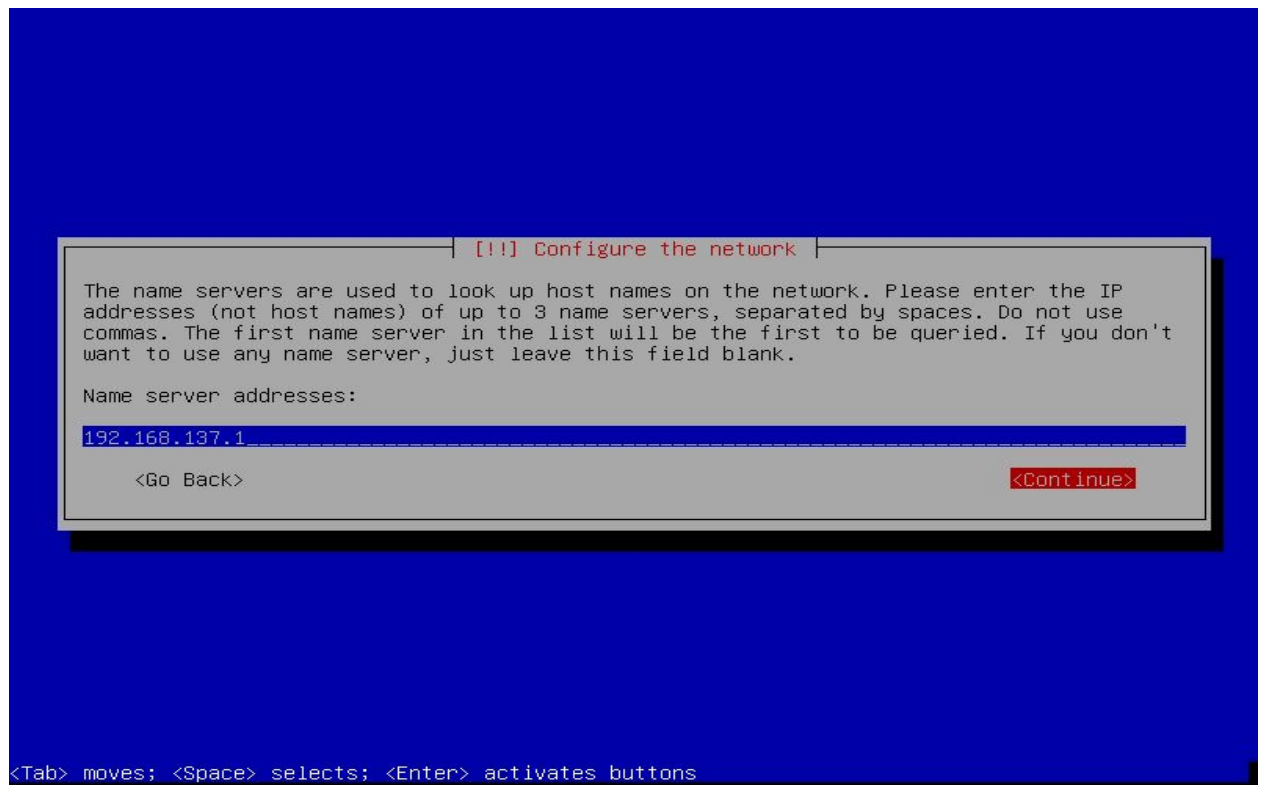 [!!] Configure the network
The name servers are used to look up host names on the network. Please enter the IP
addresses (not host names) of up to 3 name servers, separated by spaces. Do not use
commas. The first name server in the list will be the first to be queried. If you don't
want to use any name server, just leave this field blank.
Name server addresses:
192.168.137.1
<Go Back> <Continue>
<Tab> moves; <Space> selects; <Enter> activates buttons